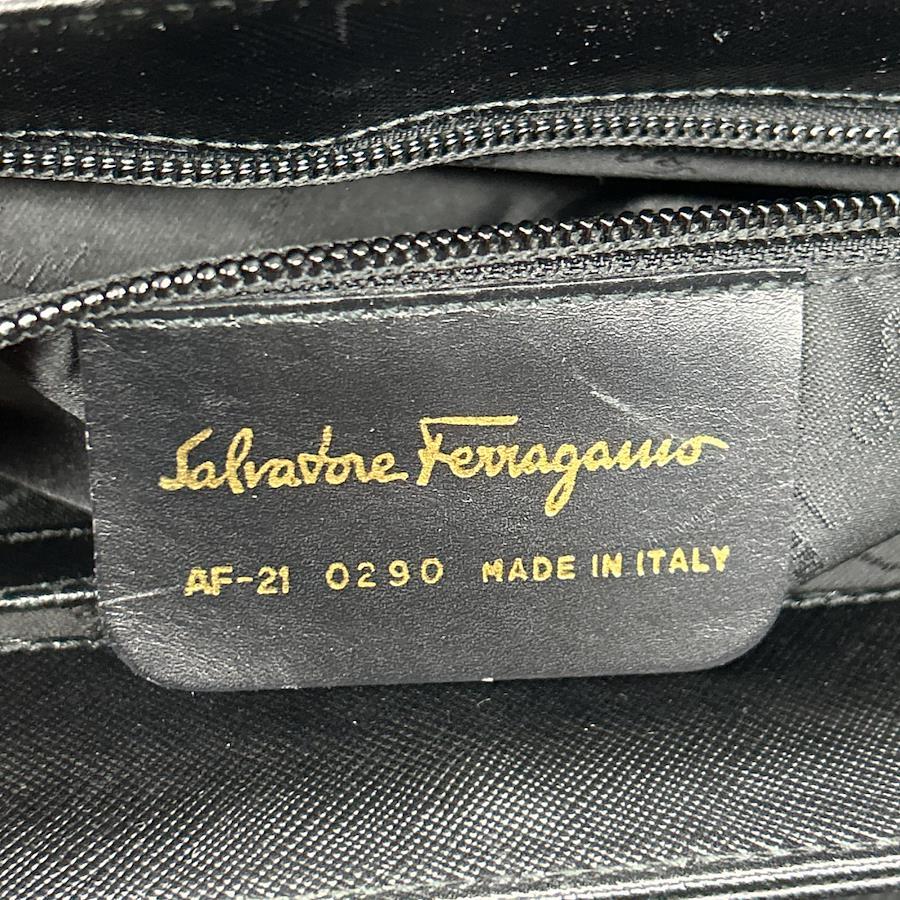 Salvatore Ferragamo
AF-21 0290 MADE IN ITALY